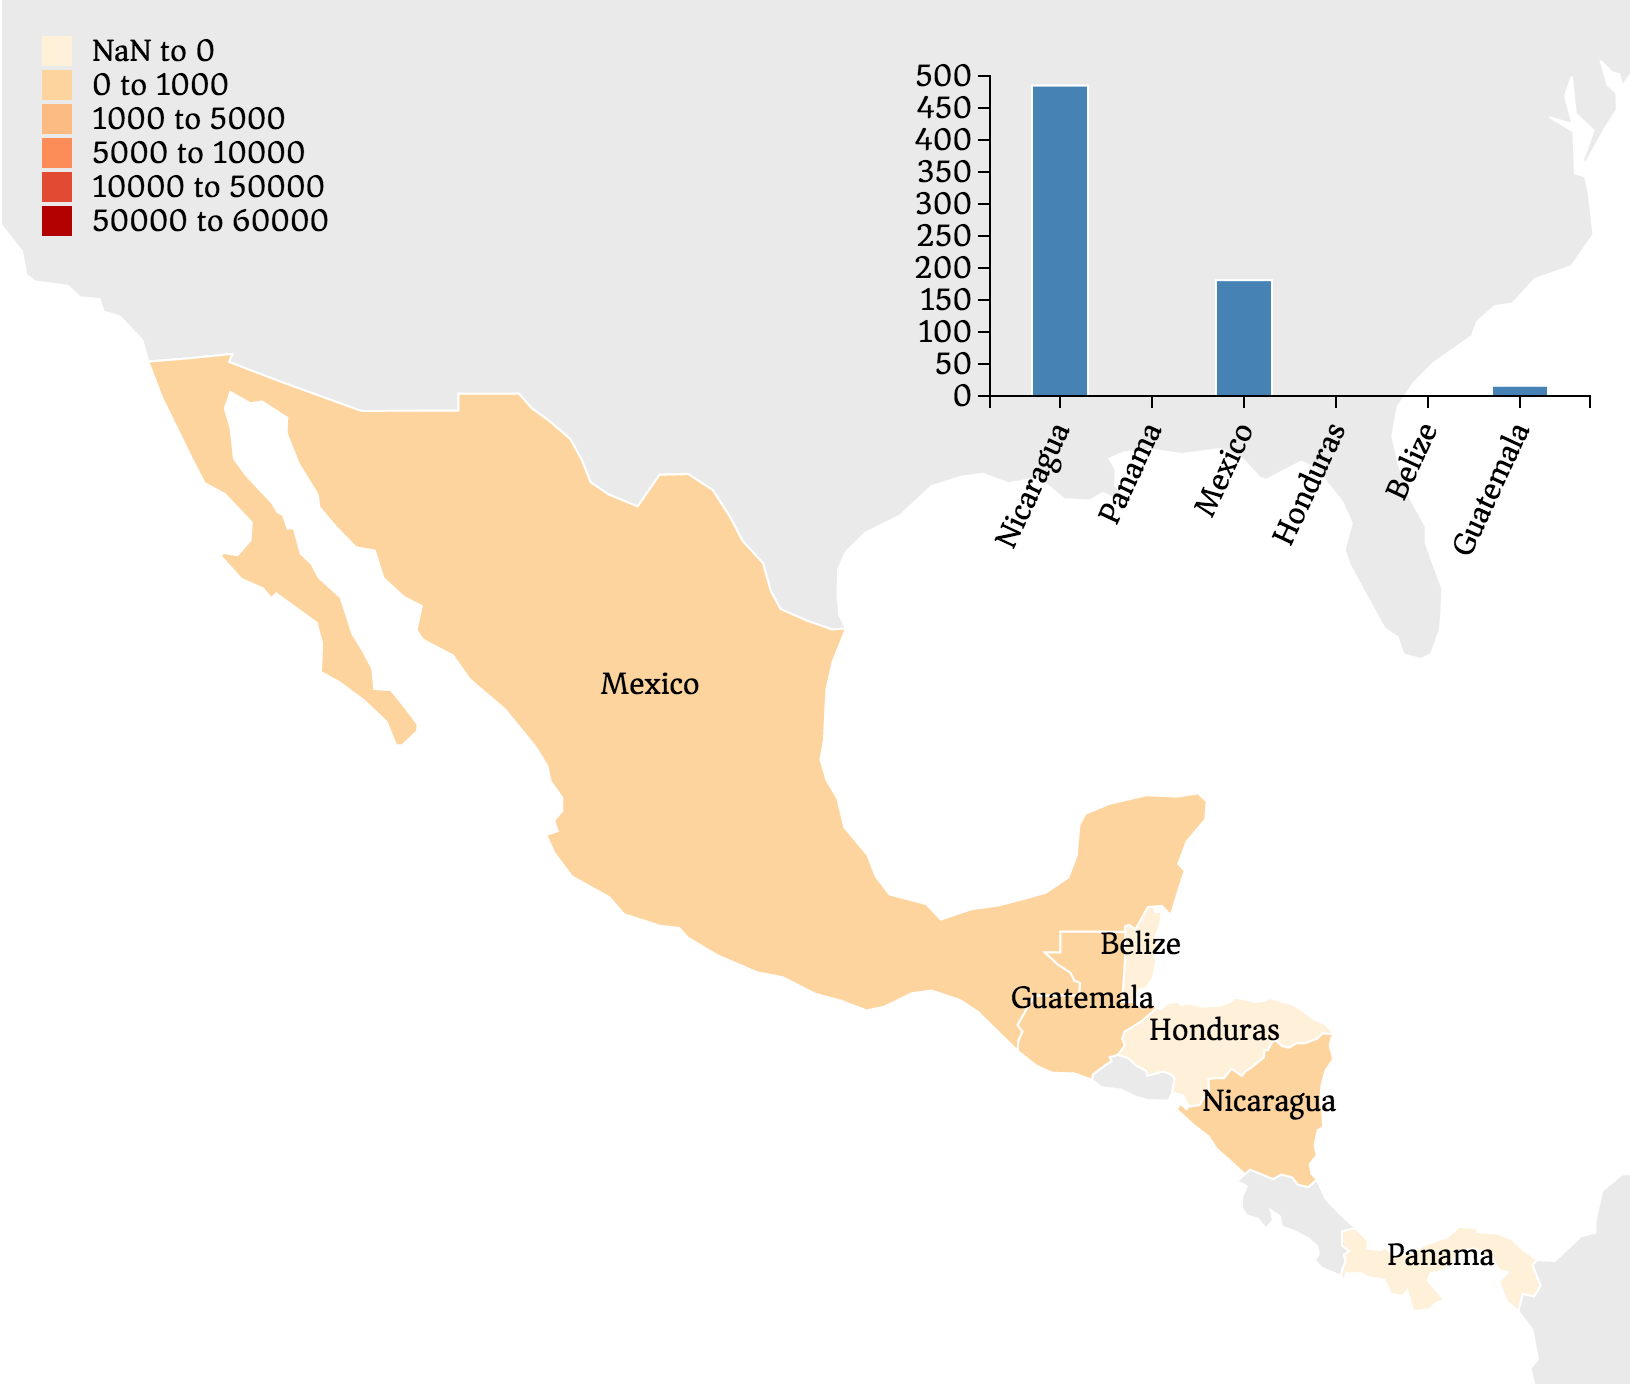 NaN to 0
0 to 1000
1000 to 5000
5000 to 10000
10000 to 50000
50000 to 60000
500
450
400
350
300
250
200
150
100
50
0
Nicaragua
Panama
Mexico
Honduras
Belize
Guatemala
Mexico
Belize
Guatemala
Honduras
Nicaragua
Panama